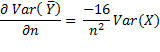 ∂ Var( Ȳ) / ∂n = −16 / n² Var(X)